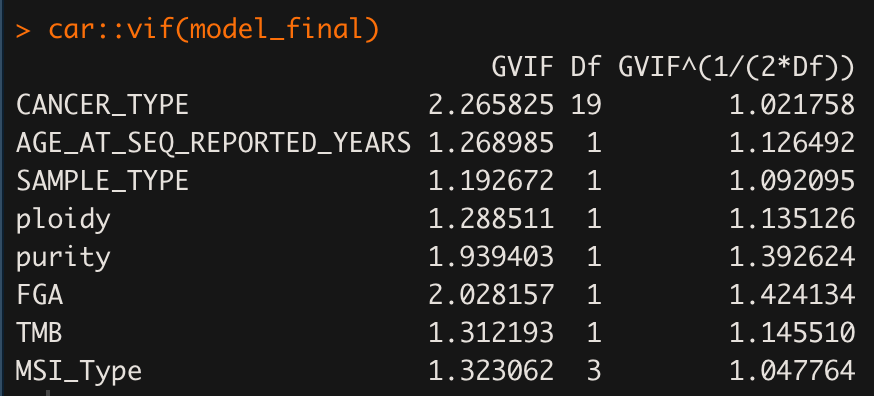 > car::vif(model_final)
GVIF Df GVIF^(1/(2*Df))
CANCER_TYPE 2.265825 19 1.021758
AGE_AT_SEQ_REPORTED_YEARS 1.268985 1 1.126492
SAMPLE_TYPE 1.192672 1 1.092095
ploidy 1.288511 1 1.135126
purity 1.939403 1 1.392624
FGA 2.028157 1 1.424134
TMB 1.312193 1 1.145510
MSI_Type 1.323062 3 1.047764